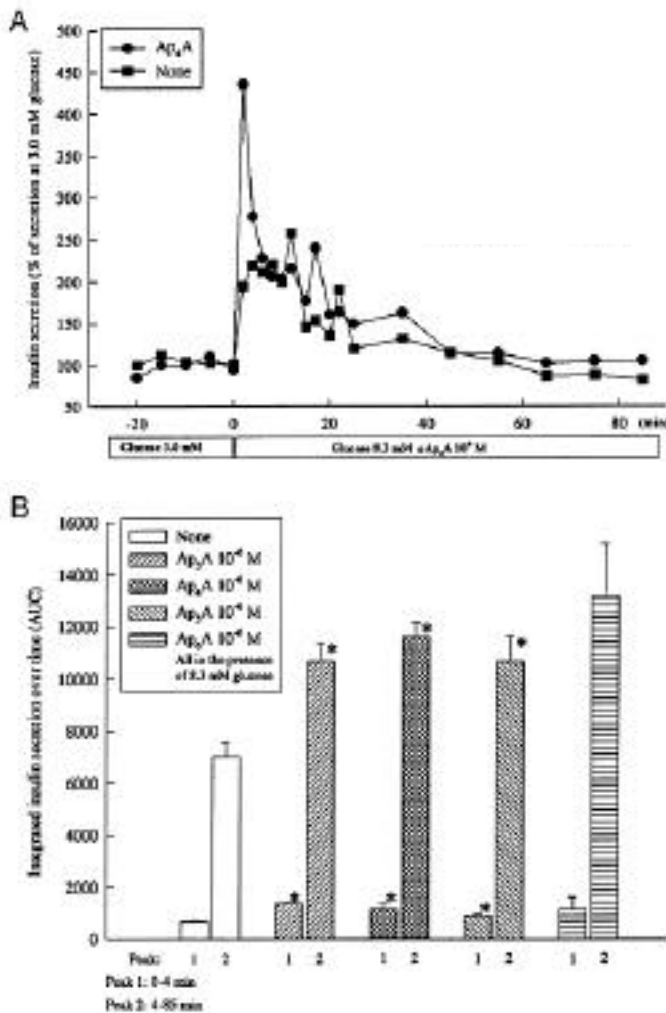 A
Ap₄A
None
Insulin secretion (% of secretion at 3.0 mM glucose)
500
450
400
350
300
250
200
150
100
50
-20 0 20 40 60 80 (min)
Glucose 3.0 mM
Glucose 8.3 mM ± Ap₄A M
B
None
Ap₃A M
Ap₄A M
Ap₅A M
Ap₆A M
All in the presence
of 8.3 mM glucose
Integrated insulin secretion over time (AUC)
16000
14000
12000
10000
8000
6000
4000
2000
0
* * * * * *
Peak: 1 2 1 2 1 2 1 2 1 2
Peak 1: 0-4 min
Peak 2: 4-85 min